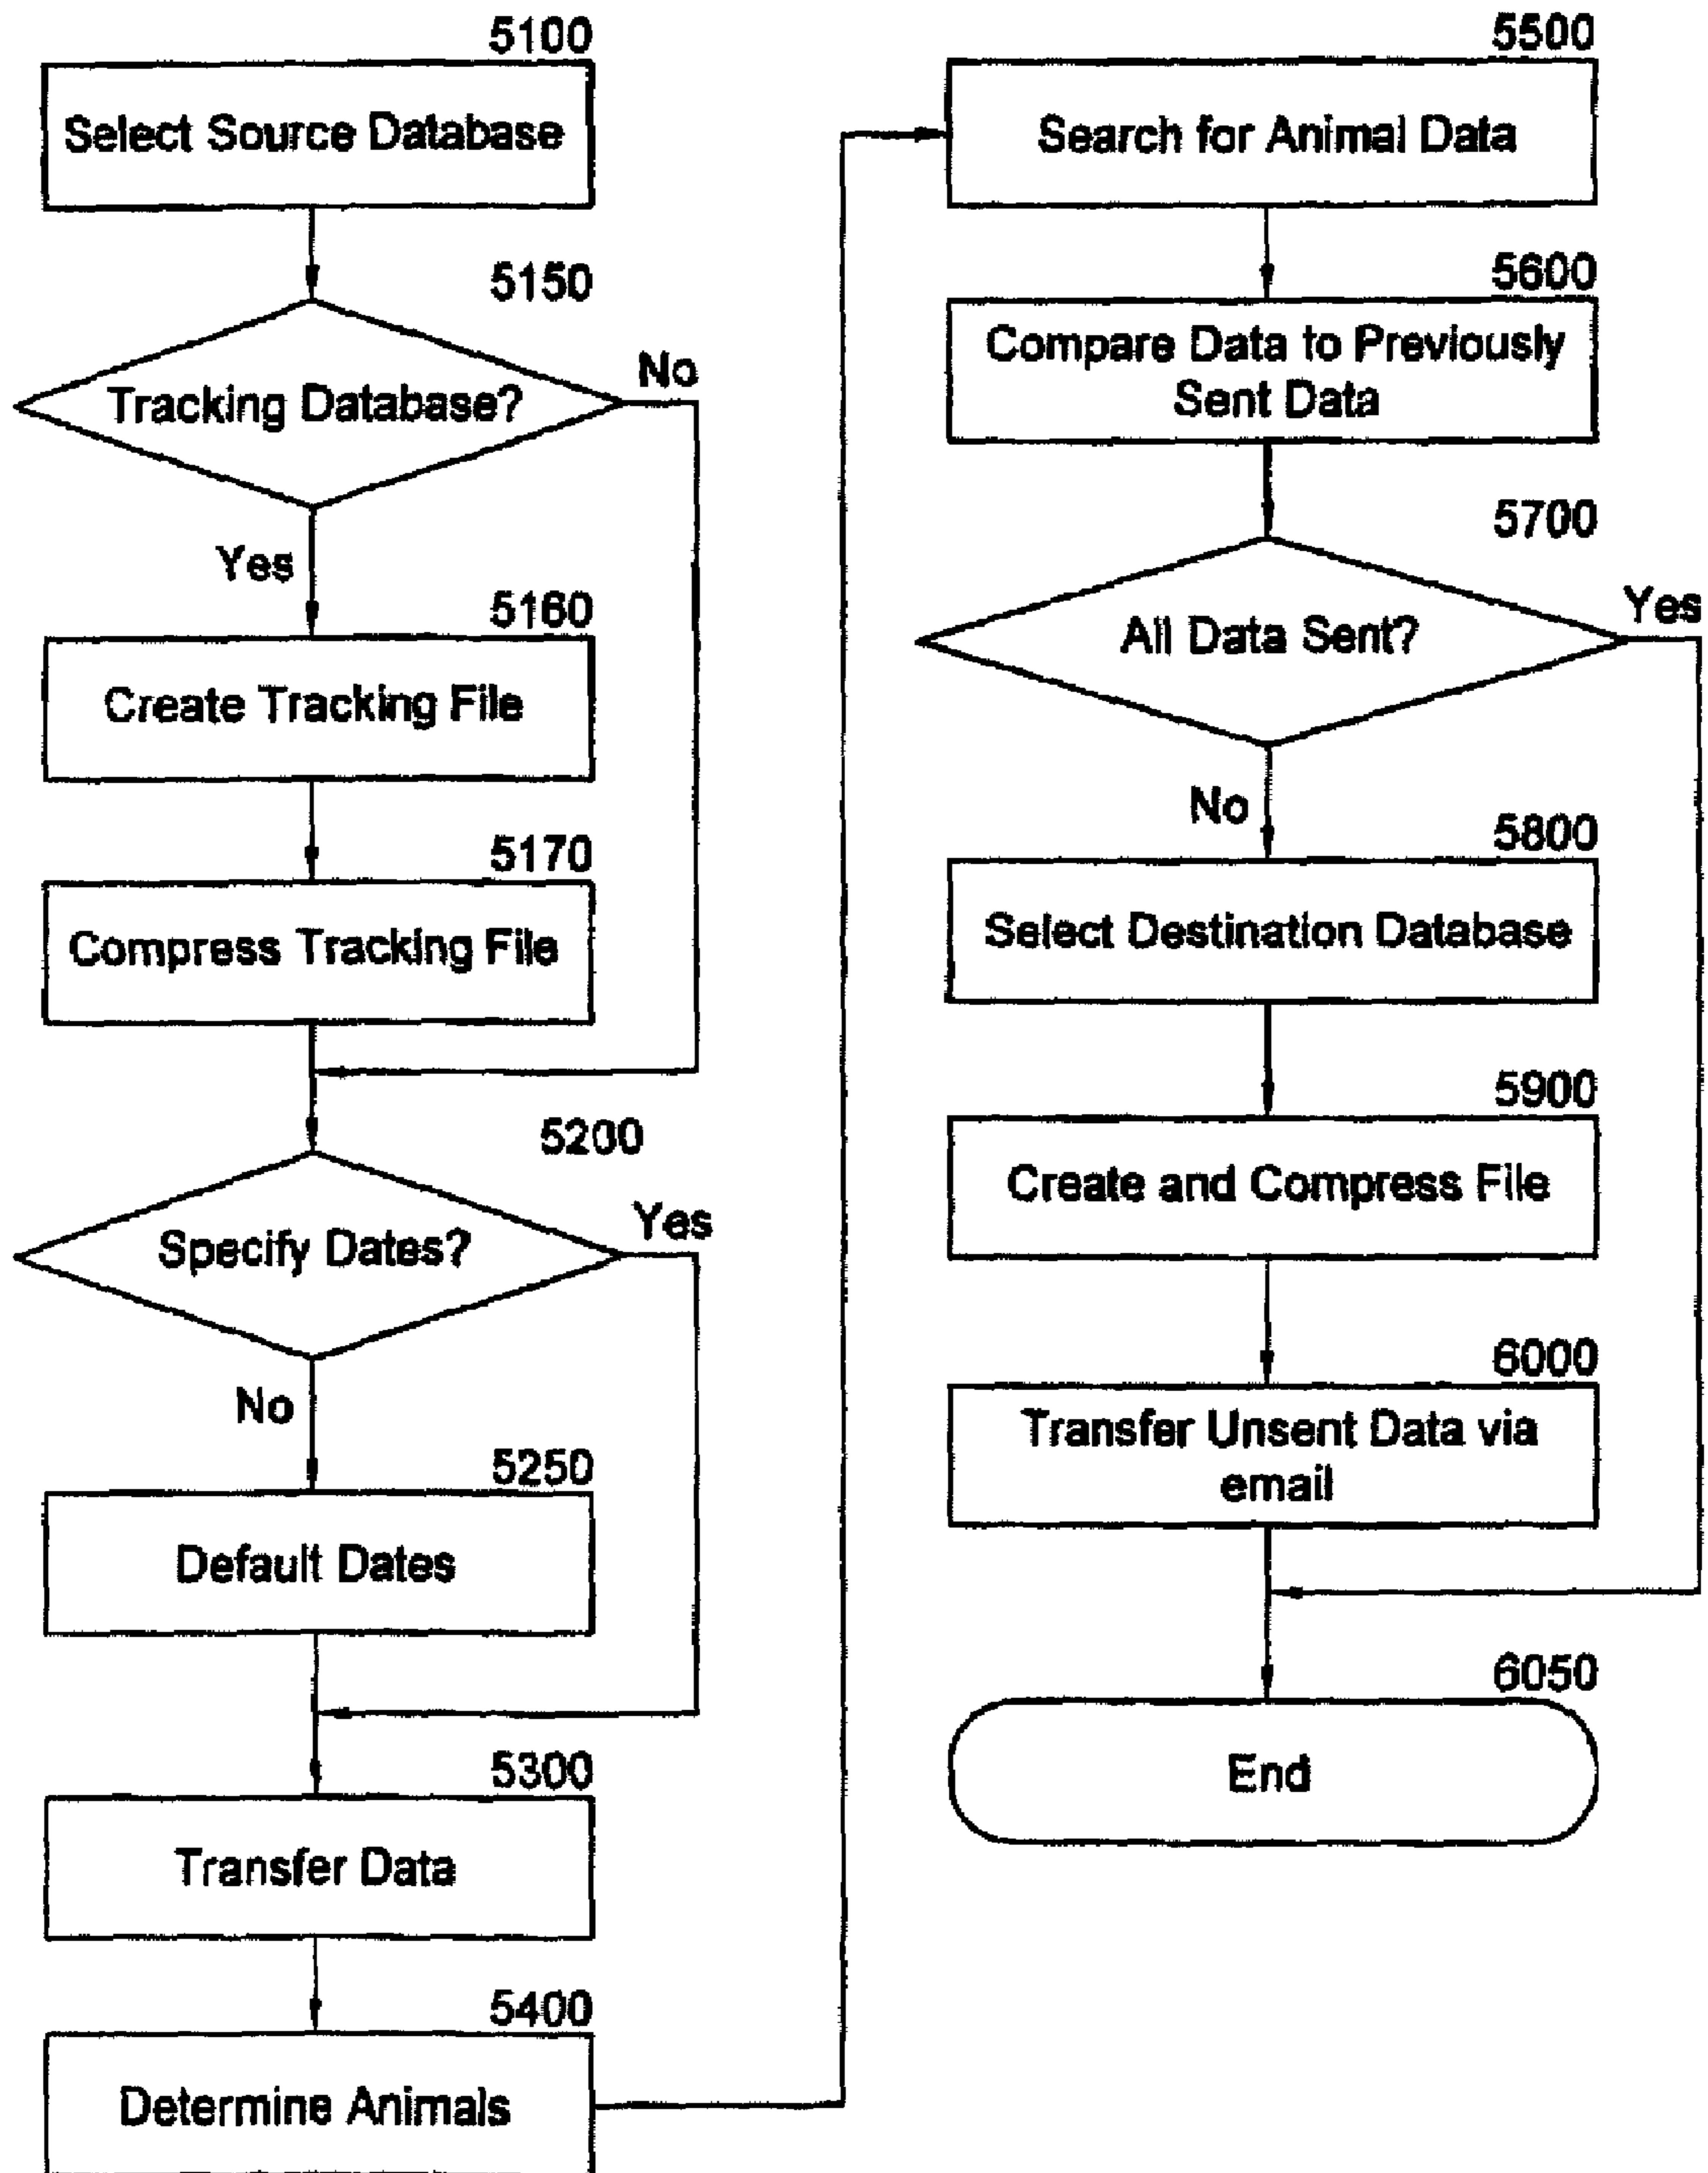 5100
Select Source Database
5150
Tracking Database?
No
Yes
5160
Create Tracking File
5170
Compress Tracking File
5200
Specify Dates?
Yes
No
5250
Default Dates
5300
Transfer Data
5400
Determine Animals
5500
Search for Animal Data
5600
Compare Data to Previously
Sent Data
5700
All Data Sent?
Yes
No
5800
Select Destination Database
5900
Create and Compress File
6000
Transfer Unsent Data via
email
6050
End